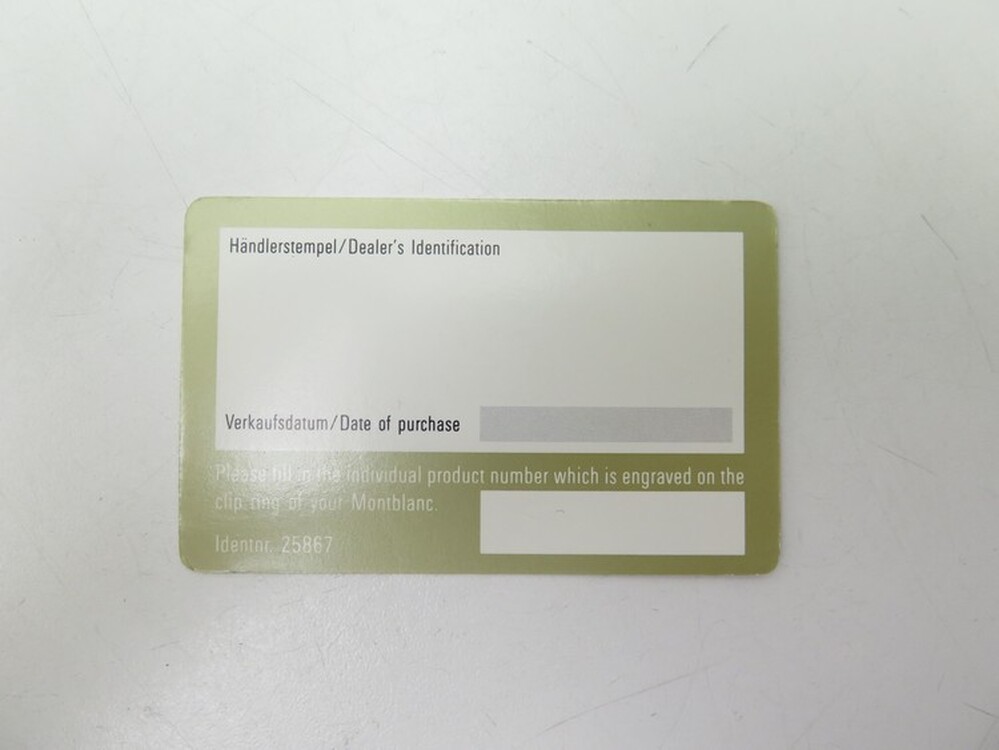 Händlerstempel/Dealer's Identification
Verkaufsdatum/Date of purchase
Please fill in the individual product number which is engraved on the
clip ring of your Montblanc.
Identnr. 25867